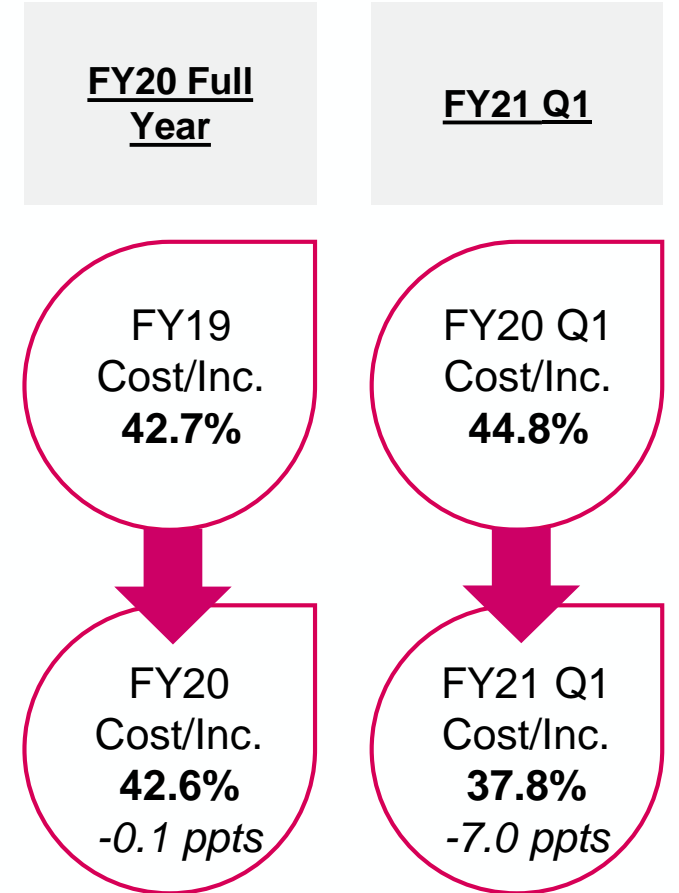 FY20 Full
Year
FY21 Q1
FY19
Cost/Inc.
42.7%
FY20 Q1
Cost/Inc.
44.8%
FY20
Cost/Inc.
42.6%
-0.1 ppts
FY21 Q1
Cost/Inc.
37.8%
-7.0 ppts